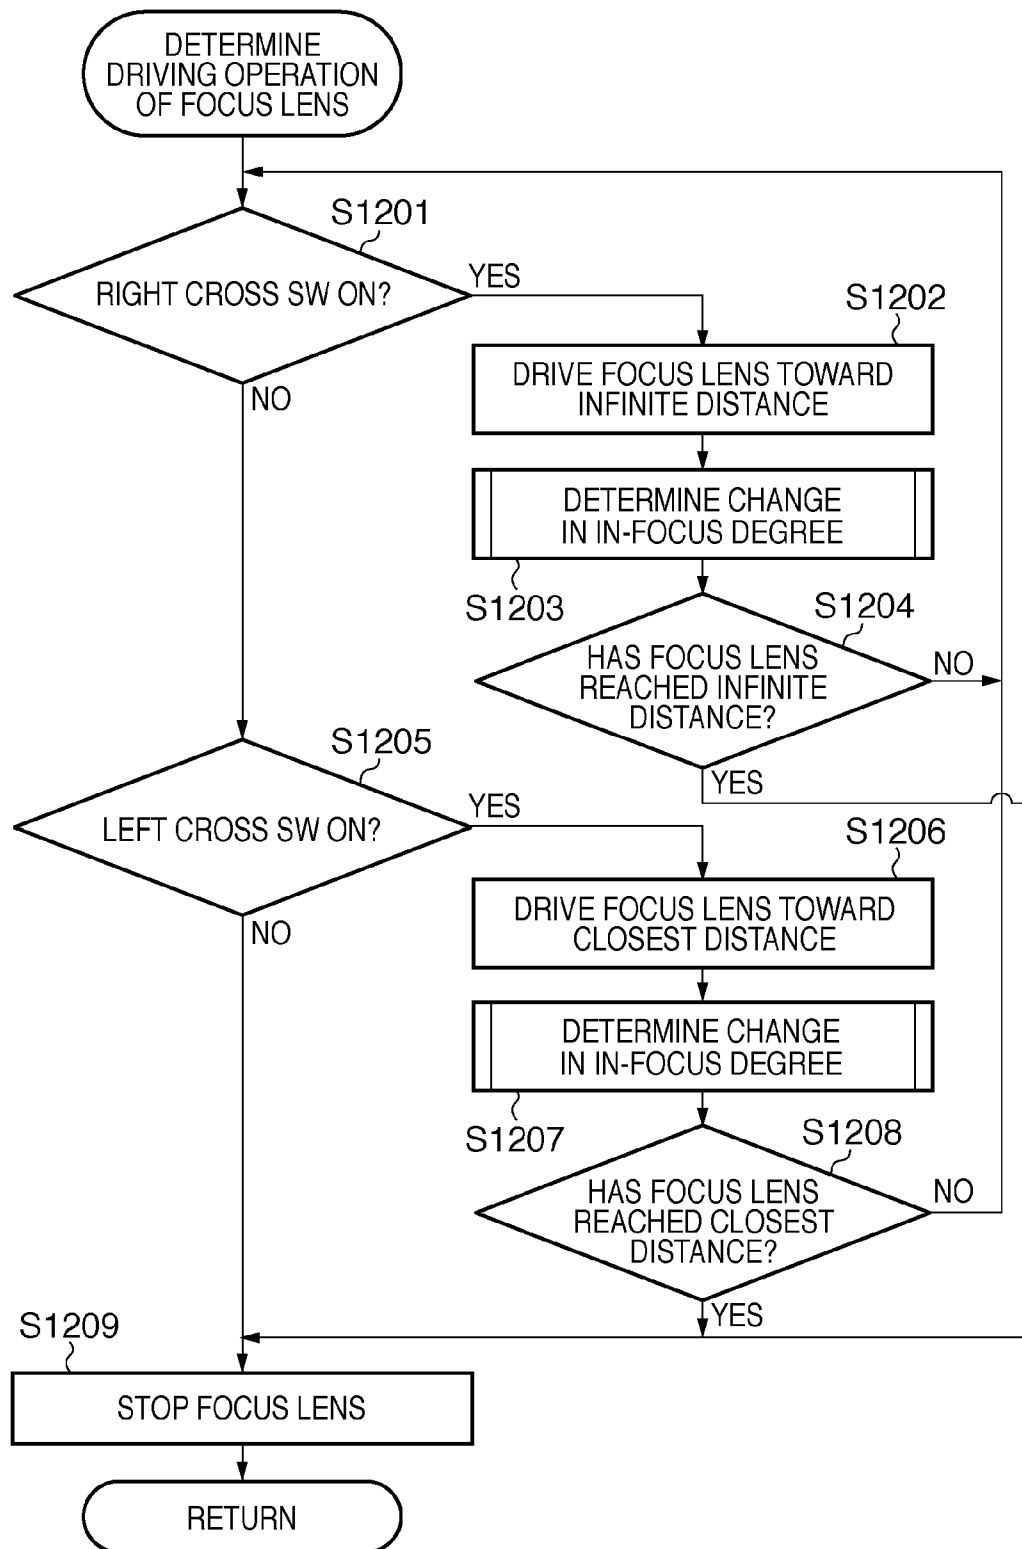 DETERMINE
DRIVING OPERATION
OF FOCUS LENS
S1201
RIGHT CROSS SW ON?
YES
NO
S1202
DRIVE FOCUS LENS TOWARD
INFINITE DISTANCE
DETERMINE CHANGE
IN IN-FOCUS DEGREE
S1203
S1204
HAS FOCUS LENS
REACHED INFINITE
DISTANCE?
NO
YES
S1205
LEFT CROSS SW ON?
YES
NO
S1206
DRIVE FOCUS LENS TOWARD
CLOSEST DISTANCE
DETERMINE CHANGE
IN IN-FOCUS DEGREE
S1207
S1208
HAS FOCUS LENS
REACHED CLOSEST
DISTANCE?
NO
YES
S1209
STOP FOCUS LENS
RETURN